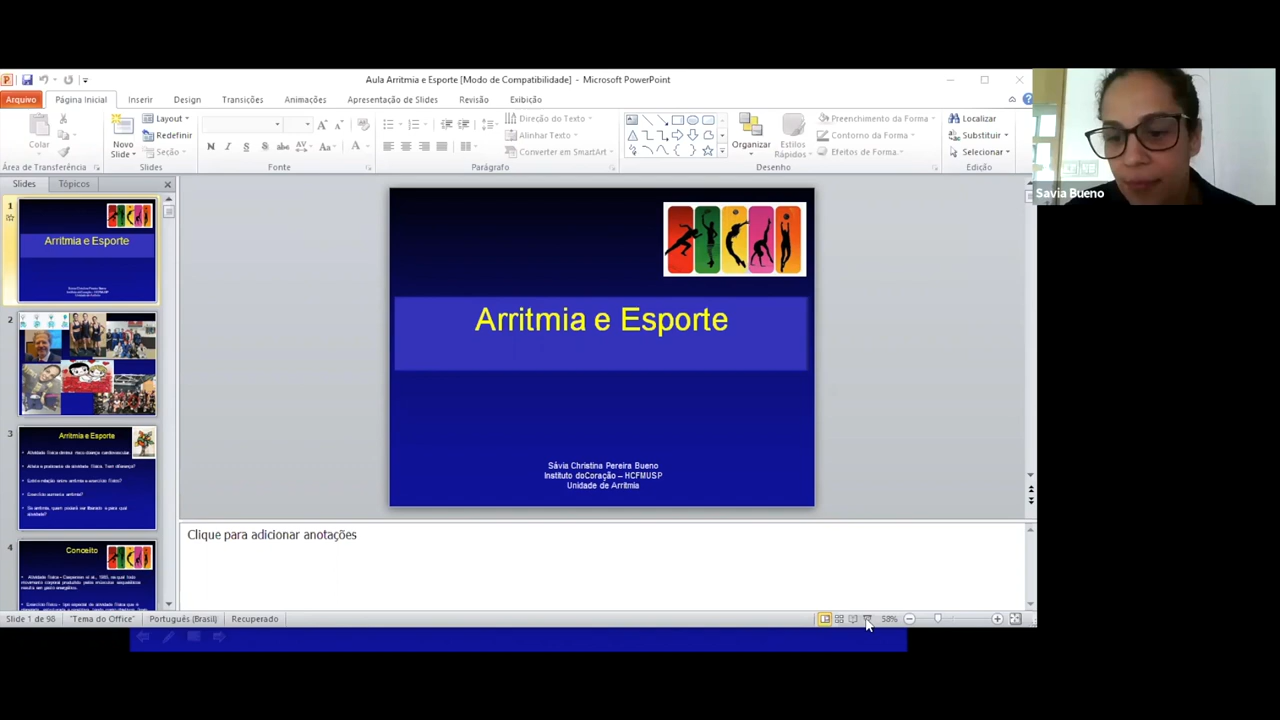 Aula Arritmia e Esporte [Modo de Compatibilidade] - Microsoft PowerPoint
Arquivo Página Inicial Inserir Design Transições Animações Apresentação de Slides Revisão Exibição
Colar
Novo Slide
Layout
Redefinir
Seção
Direção do Texto
Alinhar Texto
Converter em SmartArt
Organizar
Estilos Rápidos
Preenchimento da Forma
Contorno da Forma
Efeitos de Forma
Localizar
Substituir
Selecionar
Área de Transferência Slides Fonte Parágrafo Desenho Edição
Savia Bueno
Slides Tópicos
1
Arritmia e Esporte
2
3
Arritmia e Esporte
4
Conceito
Arritmia e Esporte
Sávia Christina Pereira Bueno
Instituto doCoração – HCFMUSP
Unidade de Arritmia
Clique para adicionar anotações
Slide 1 de 98 "Tema do Office" Português (Brasil) Recuperado 58%